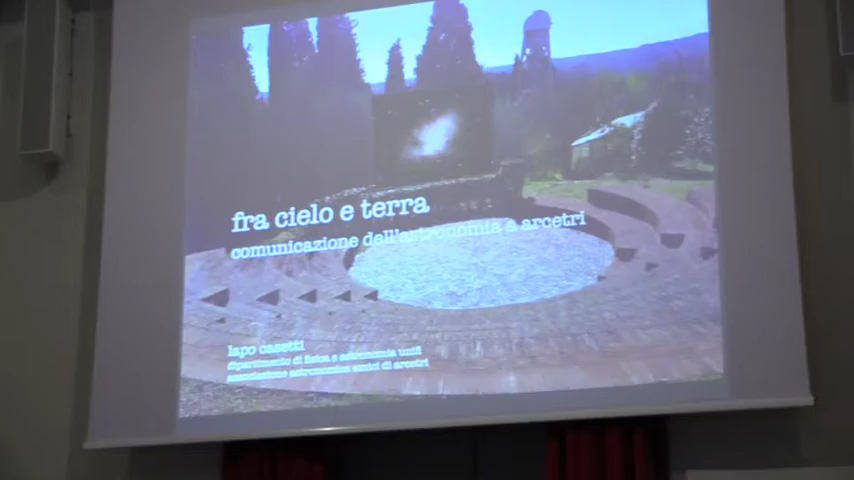 fra cielo e terra
comunicazione dell'astronomia a arcetri
lapo casetti
dipartimento di fisica e astronomia unifi
associazione astronomica amici di arcetri